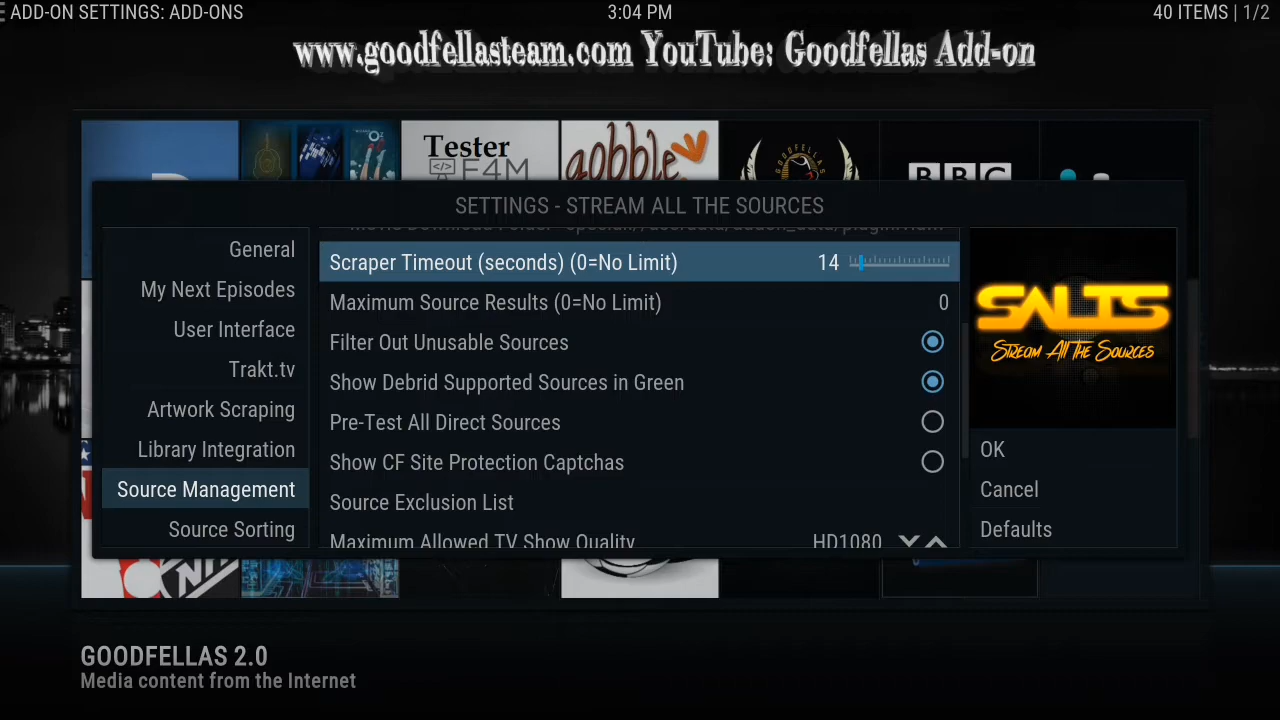 ADD-ON SETTINGS: ADD-ONS
3:04 PM
40 ITEMS | 1/2
www.goodfellasteam.com YouTube: Goodfellas Add-on
Tester
</>
F4M
gobble
GOODFELLAS
BBC
SETTINGS - STREAM ALL THE SOURCES
General
My Next Episodes
User Interface
Trakt.tv
Artwork Scraping
Library Integration
Source Management
Source Sorting
Scraper Timeout (seconds) (0=No Limit) 14
Maximum Source Results (0=No Limit) 0
Filter Out Unusable Sources
Show Debrid Supported Sources in Green
Pre-Test All Direct Sources
Show CF Site Protection Captchas
Source Exclusion List
Maximum Allowed TV Show Quality HD1080
SALTS
STREAM ALL THE SOURCES
OK
Cancel
Defaults
GOODFELLAS 2.0
Media content from the Internet